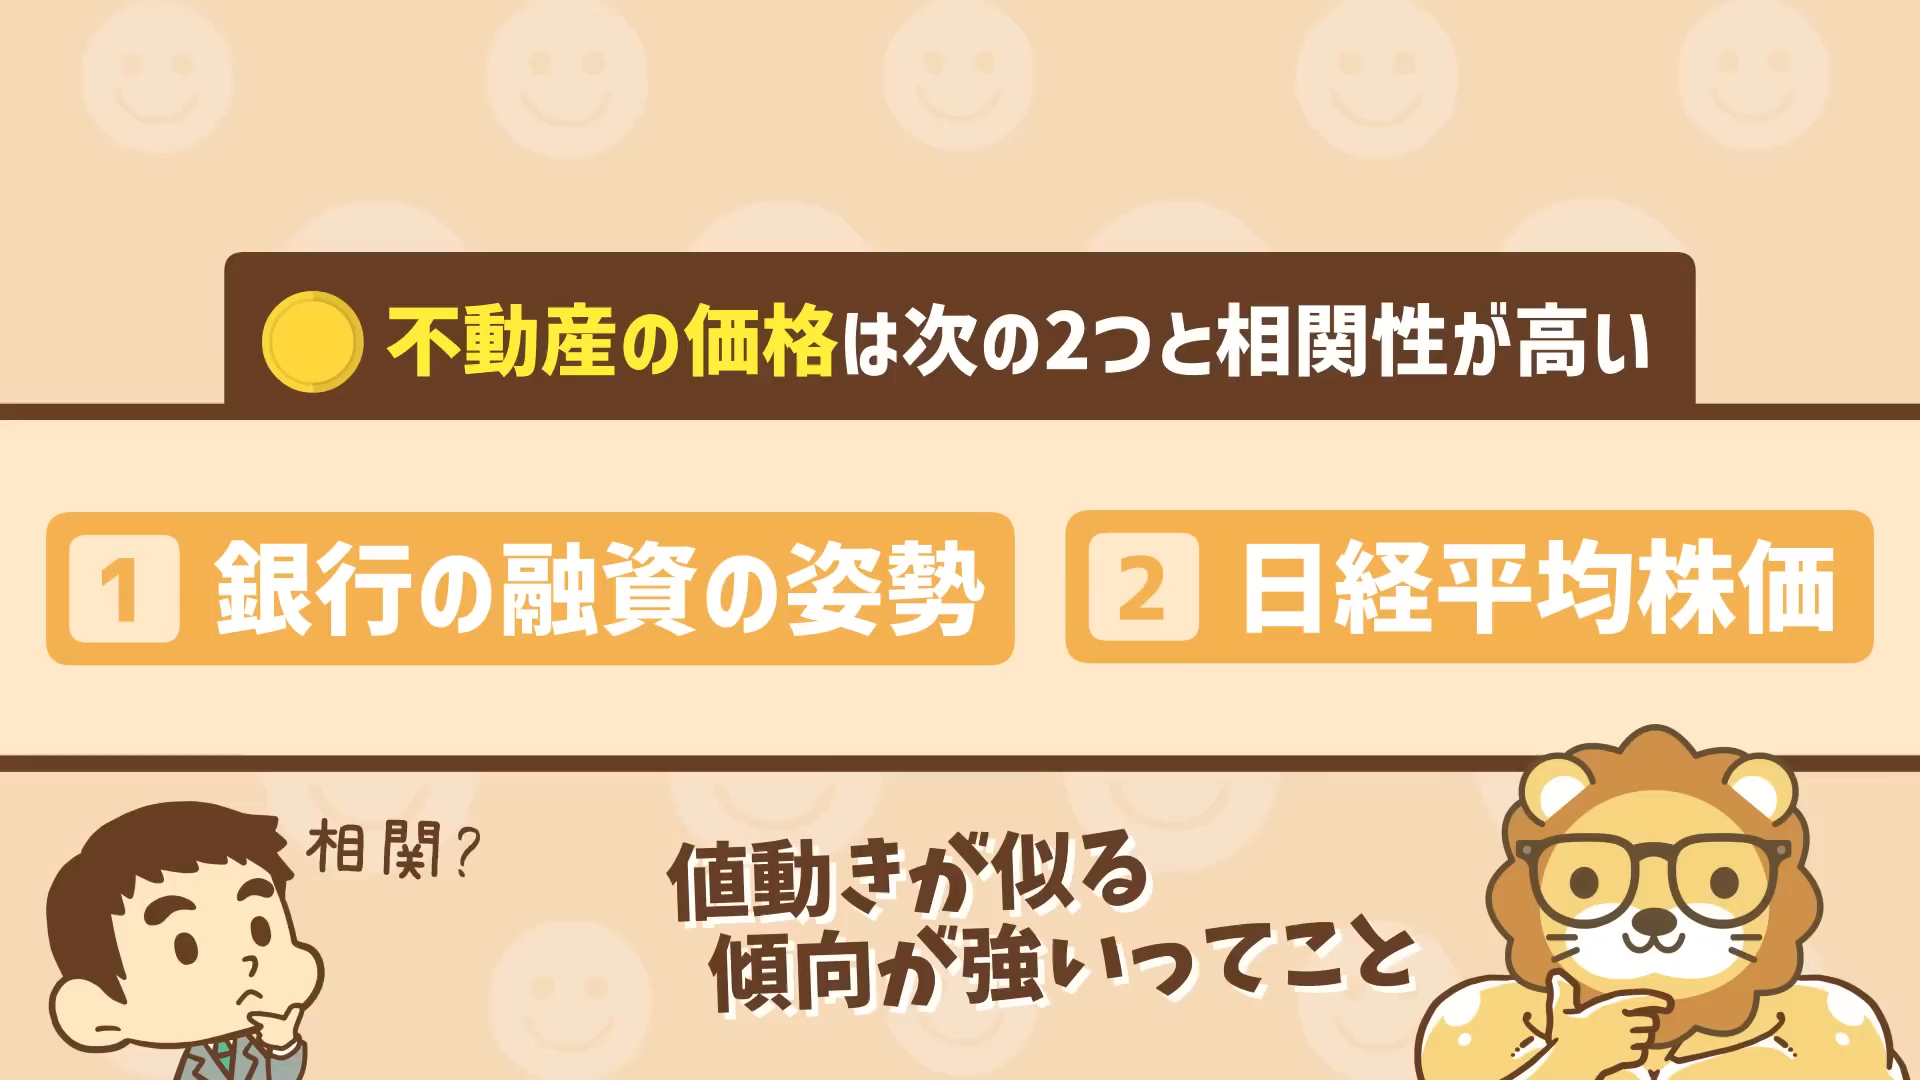 不動産の価格は次の2つと相関性が高い
1 銀行の融資の姿勢
2 日経平均株価
相関?
値動きが似る
傾向が強いってこと